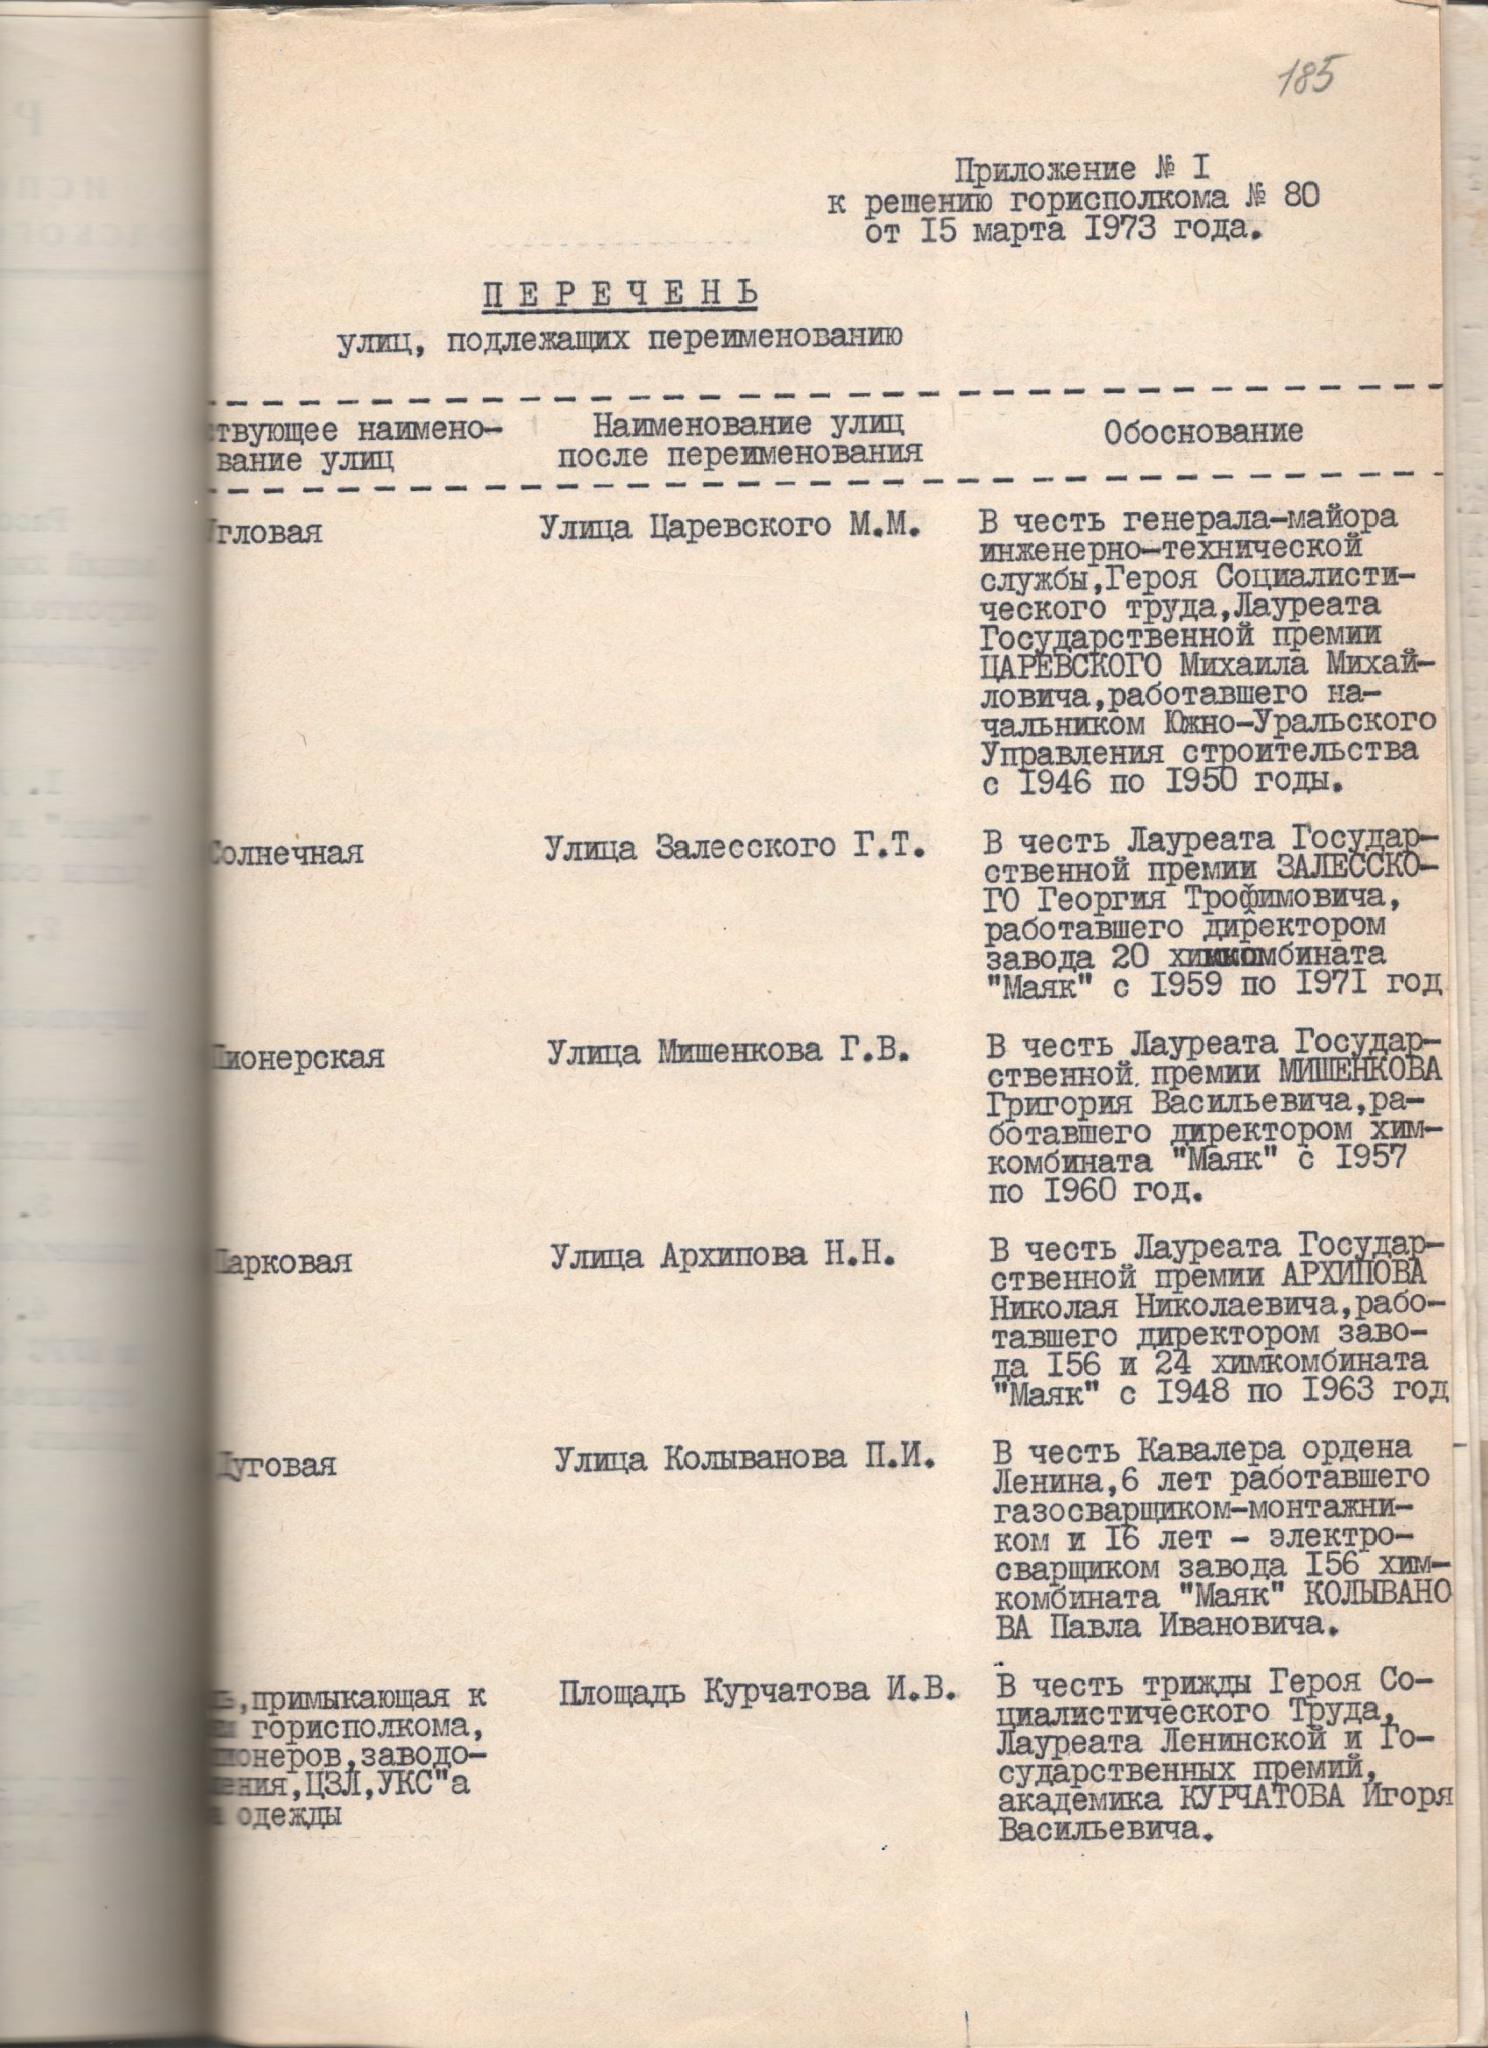 185
Приложение № I
к решению горисполкома № 80
от I5 марта I973 года.
П Е Р Е Ч Е Н Ь
улиц, подлежащих переименованию
ствующее наимено-
вание улиц
Наименование улиц
после переименования
Обоснование
Угловая
Улица Царевского М.М.
В честь генерала-майора
инженерно-технической
службы,Героя Социалисти-
ческого труда,Лауреата
Государственной премии
ЦАРЕВСКОГО Михаила Михай-
ловича,работавшего на-
чальником Южно-Уральского
Управления строительства
с I946 по I950 годы.
Солнечная
Улица Залесского Г.Т.
В честь Лауреата Государ-
ственной премии ЗАЛЕССКО-
ГО Георгия Трофимовича,
работавшего директором
завода 20 химкомбината
"Маяк" с I959 по I97I год
Пионерская
Улица Мишенкова Г.В.
В честь Лауреата Государ-
ственной премии МИШЕНКОВА
Григория Васильевича,ра-
ботавшего директором хим-
комбината "Маяк" с I957
по I960 год.
Парковая
Улица Архипова Н.Н.
В честь Лауреата Государ-
ственной премии АРХИПОВА
Николая Николаевича,рабо-
тавшего директором заво-
да I56 и 24 химкомбината
"Маяк" с I948 по I963 год
Луговая
Улица Колыванова П.И.
В честь Кавалера ордена
Ленина,6 лет работавшего
газосварщиком-монтажни-
ком и I6 лет - электро-
сварщиком завода I56 хим-
комбината "Маяк" КОЛЫВАНО
ВА Павла Ивановича.
ь,примыкающая к
горисполкома,
ионеров,заводо-
ления,ЦЗЛ,УКС"а
одежды
Площадь Курчатова И.В.
В честь трижды Героя Со-
циалистического Труда,
Лауреата Ленинской и Го-
сударственных премий,
академика КУРЧАТОВА Игоря
Васильевича.